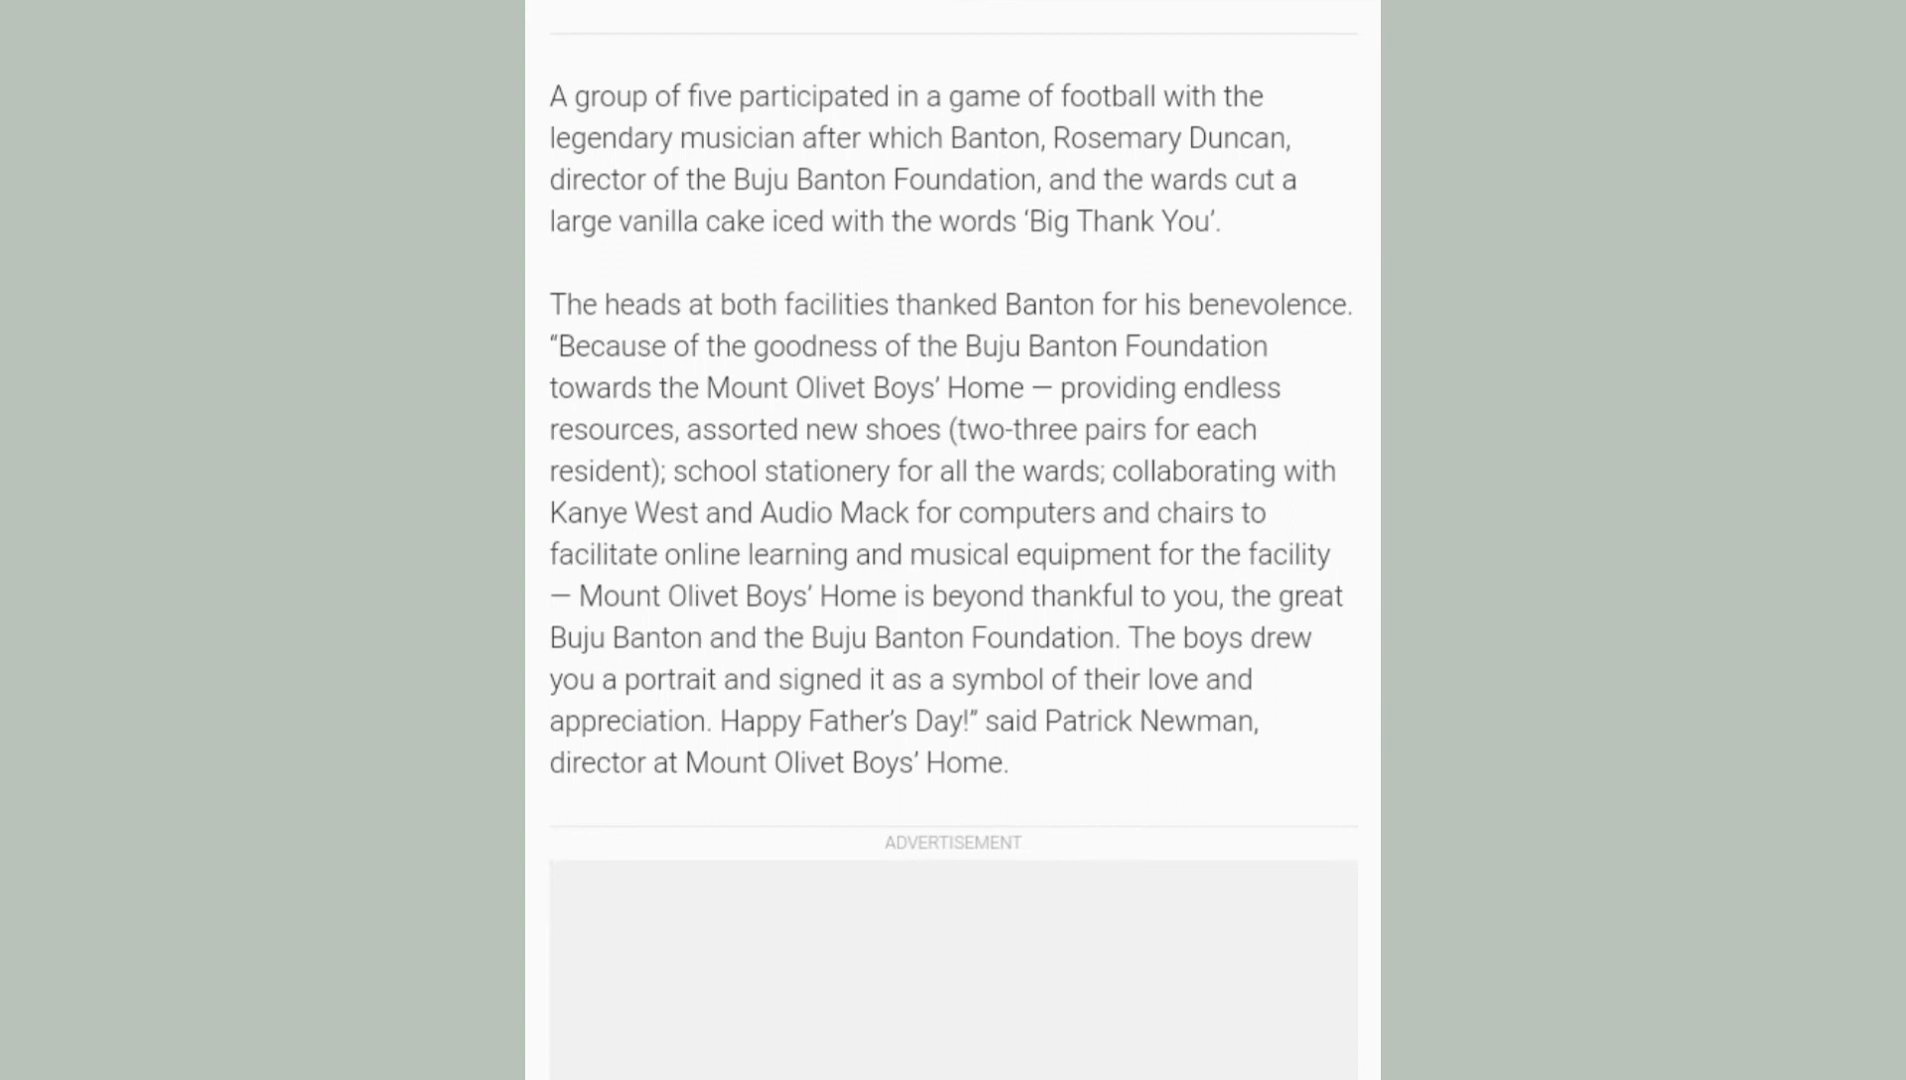 A group of five participated in a game of football with the
legendary musician after which Banton, Rosemary Duncan,
director of the Buju Banton Foundation, and the wards cut a
large vanilla cake iced with the words ‘Big Thank You’.
The heads at both facilities thanked Banton for his benevolence.
“Because of the goodness of the Buju Banton Foundation
towards the Mount Olivet Boys’ Home — providing endless
resources, assorted new shoes (two-three pairs for each
resident); school stationery for all the wards; collaborating with
Kanye West and Audio Mack for computers and chairs to
facilitate online learning and musical equipment for the facility
— Mount Olivet Boys’ Home is beyond thankful to you, the great
Buju Banton and the Buju Banton Foundation. The boys drew
you a portrait and signed it as a symbol of their love and
appreciation. Happy Father’s Day!” said Patrick Newman,
director at Mount Olivet Boys’ Home.
ADVERTISEMENT